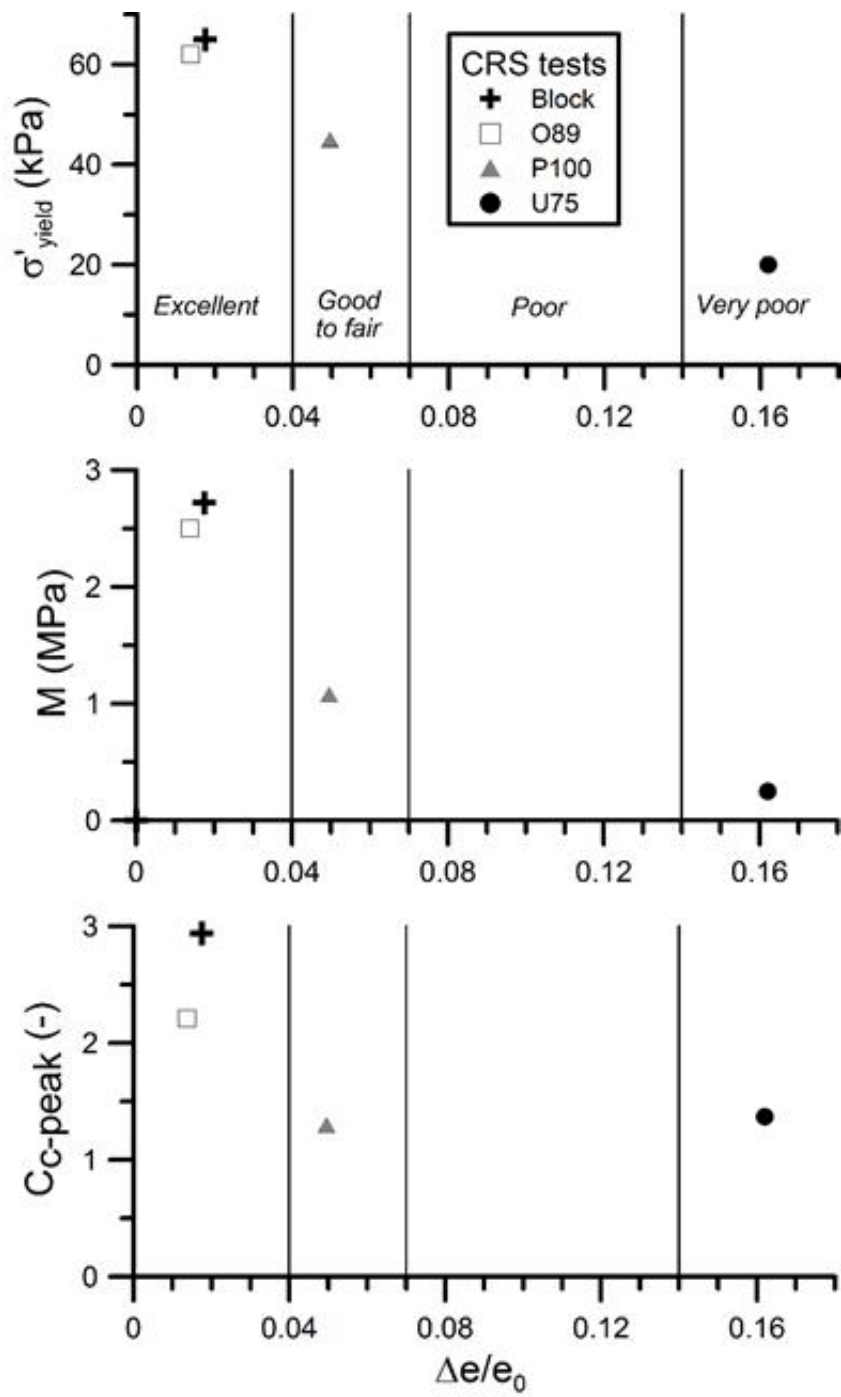 60
40
20
0
σ'yield (kPa)
CRS tests
Block
O89
P100
U75
Excellent
Good
to fair
Poor
Very poor
0 0.04 0.08 0.12 0.16
3
2
1
0
M (MPa)
0 0.04 0.08 0.12 0.16
3
2
1
0
Cc-peak (-)
0 0.04 0.08 0.12 0.16
Δe/e₀